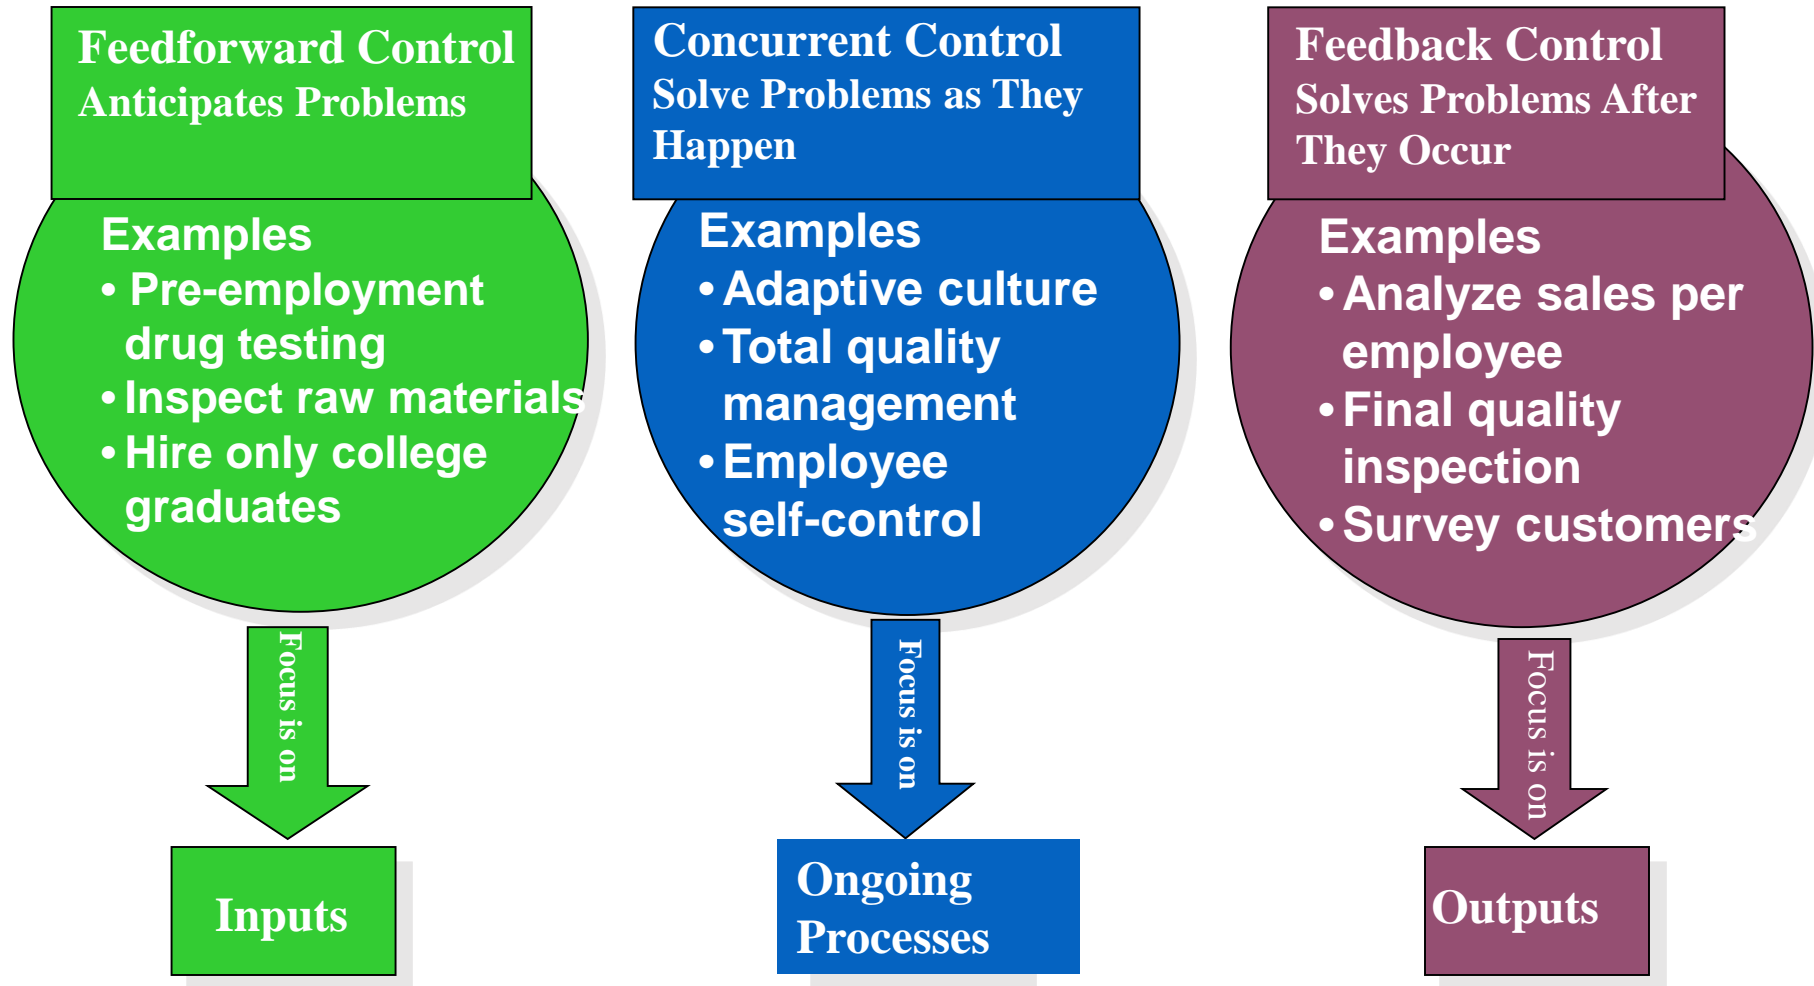 Feedforward Control
Anticipates Problems
Examples
• Pre-employment
drug testing
• Inspect raw materials
• Hire only college
graduates
Focus is on
Inputs
Concurrent Control
Solve Problems as They
Happen
Examples
• Adaptive culture
• Total quality
management
• Employee
self-control
Focus is on
Ongoing
Processes
Feedback Control
Solves Problems After
They Occur
Examples
• Analyze sales per
employee
• Final quality
inspection
• Survey customers
Focus is on
Outputs